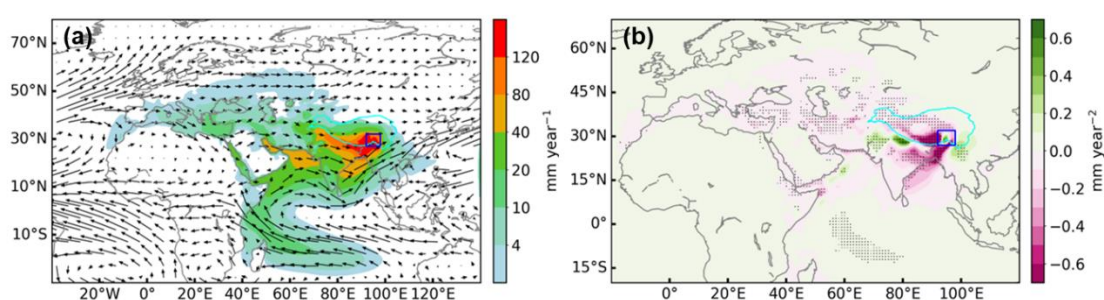 (a)
70°N
50°N
30°N
10°N
10°S
20°W 0° 20°E 40°E 60°E 80°E 100°E 120°E
120
80
40
20
10
4
mm year⁻¹
(b)
60°N
45°N
30°N
15°N
0°
15°S
0° 20°E 40°E 60°E 80°E 100°E
0.6
0.4
0.2
0.0
−0.2
−0.4
−0.6
mm year⁻²